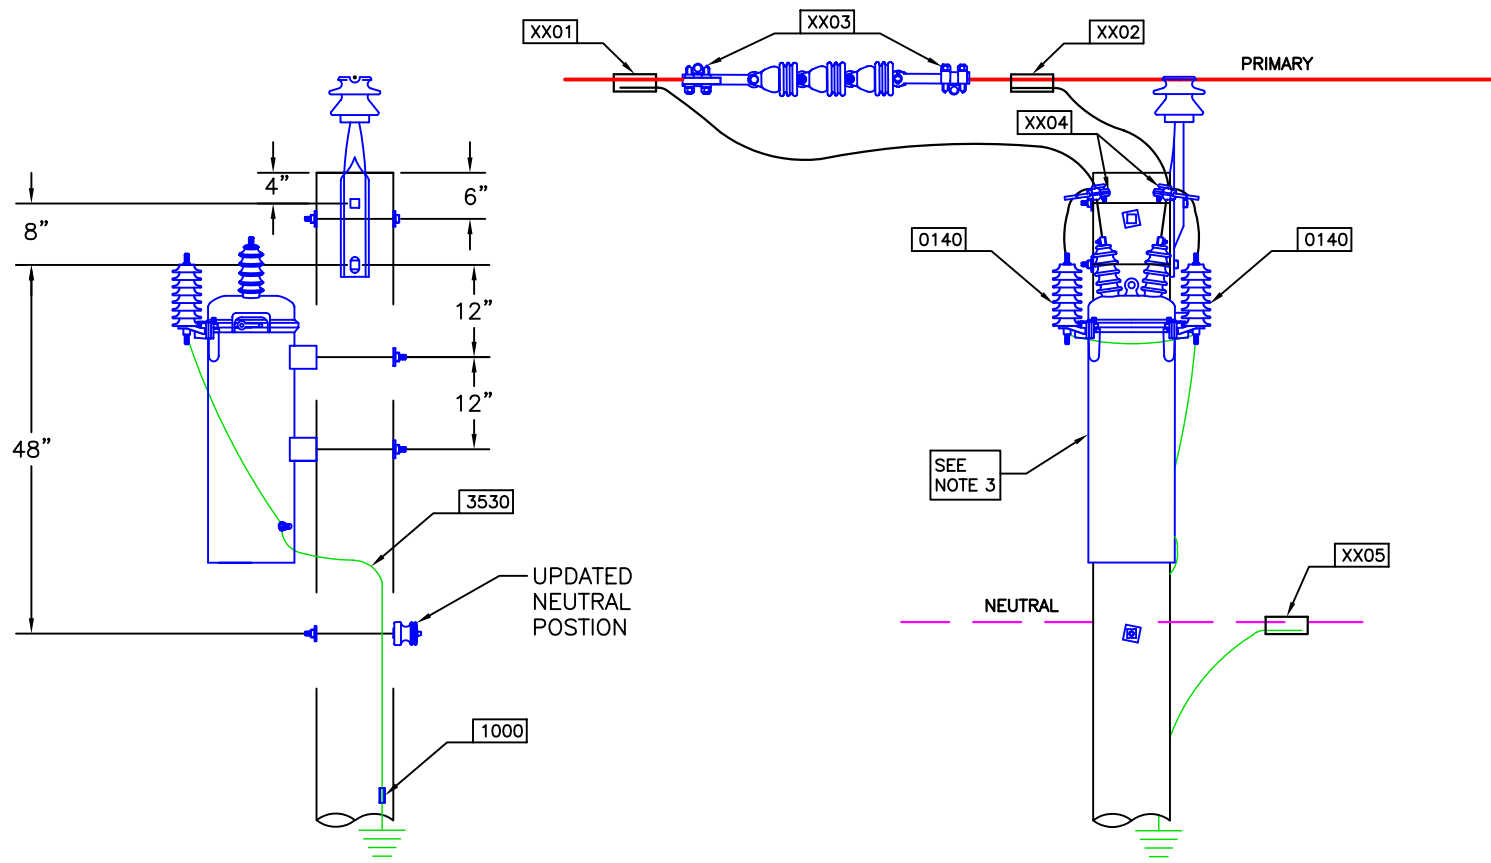 XX01
XX03
XX02
PRIMARY
XX04
4"
6"
8"
0140
0140
12"
12"
48"
SEE
NOTE 3
3530
XX05
UPDATED
NEUTRAL
POSTION
NEUTRAL
1000